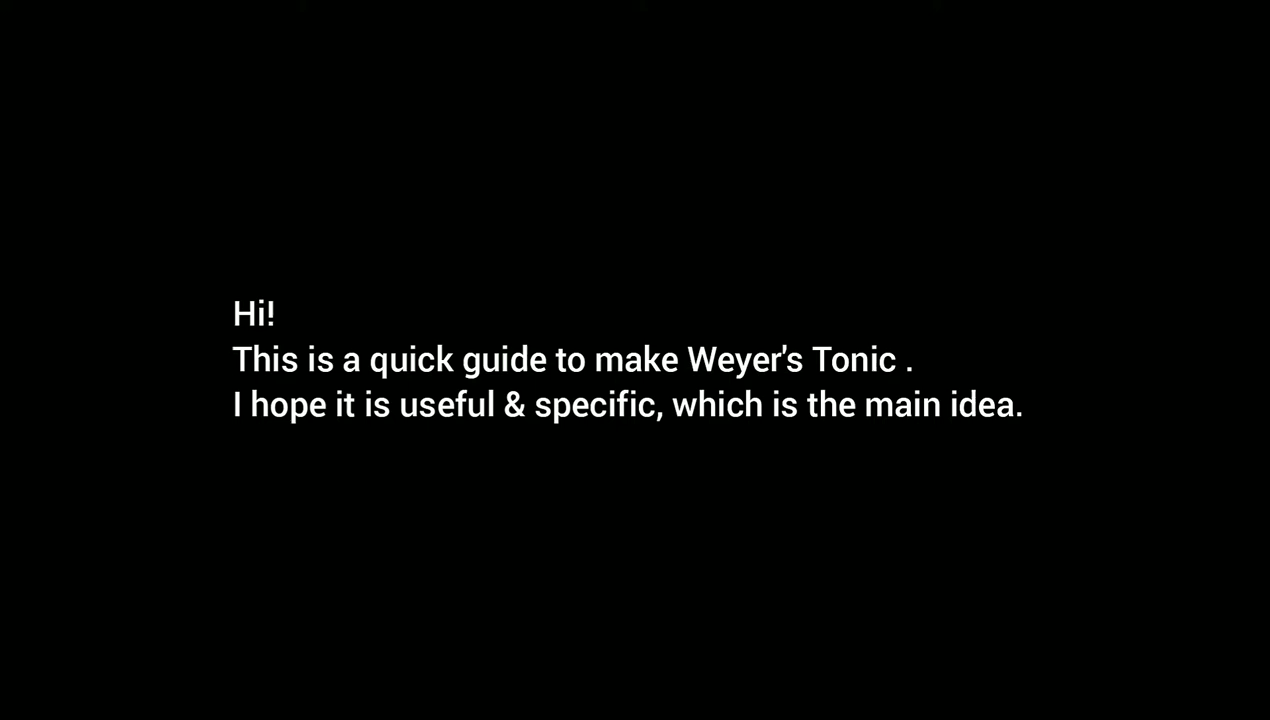 Hi!
This is a quick guide to make Weyer's Tonic .
I hope it is useful & specific, which is the main idea.